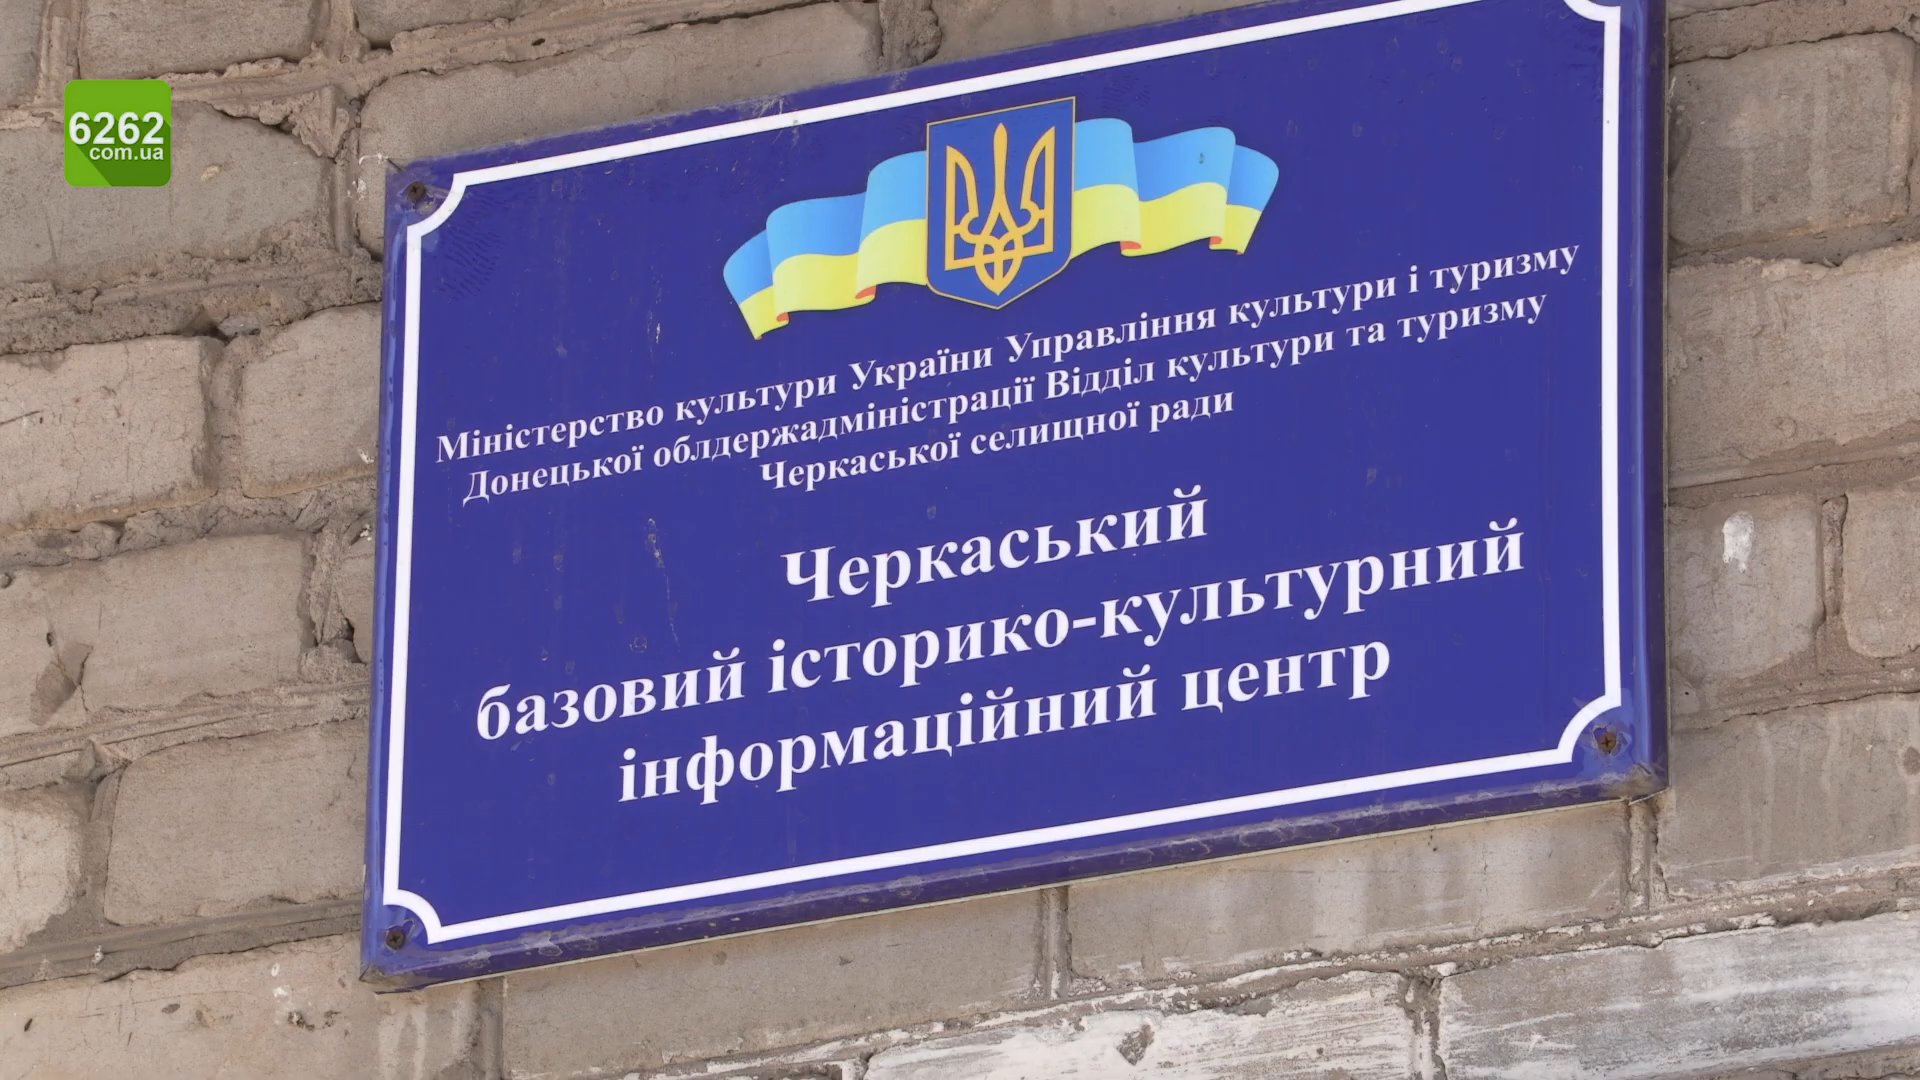 6262
com.ua
Міністерство культури України Управління культури і туризму
Донецької облдержадміністрації Відділ культури та туризму
Черкаської селищної ради
Черкаський
базовий історико-культурний
інформаційний центр